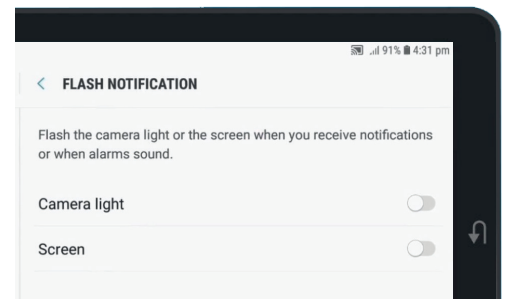 91% 4:31 pm
FLASH NOTIFICATION
Flash the camera light or the screen when you receive notifications
or when alarms sound.
Camera light
Screen